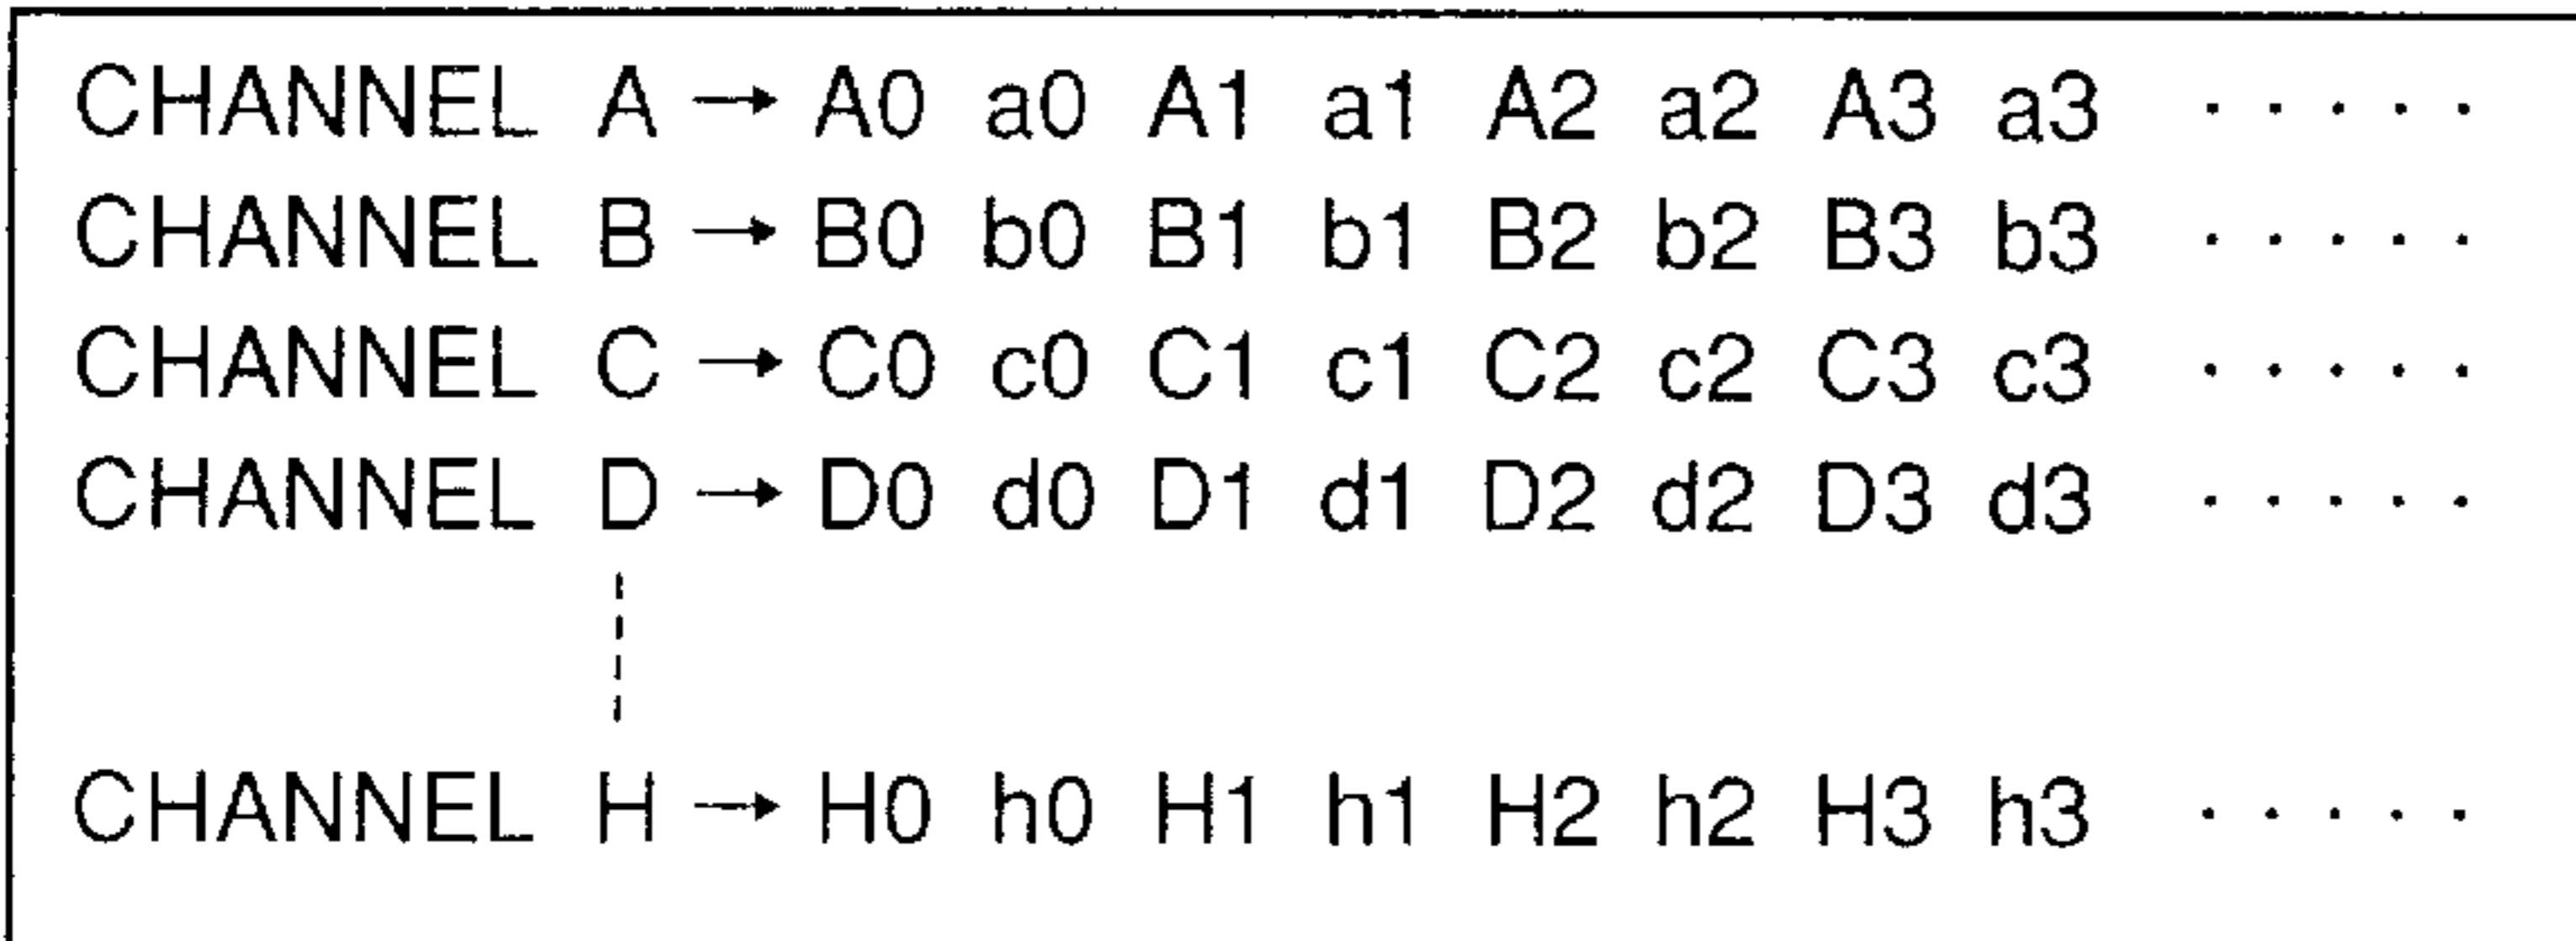 CHANNEL A → A0 a0 A1 a1 A2 a2 A3 a3 · · · · ·
CHANNEL B → B0 b0 B1 b1 B2 b2 B3 b3 · · · · ·
CHANNEL C → C0 c0 C1 c1 C2 c2 C3 c3 · · · · ·
CHANNEL D → D0 d0 D1 d1 D2 d2 D3 d3 · · · · ·
CHANNEL H → H0 h0 H1 h1 H2 h2 H3 h3 · · · · ·